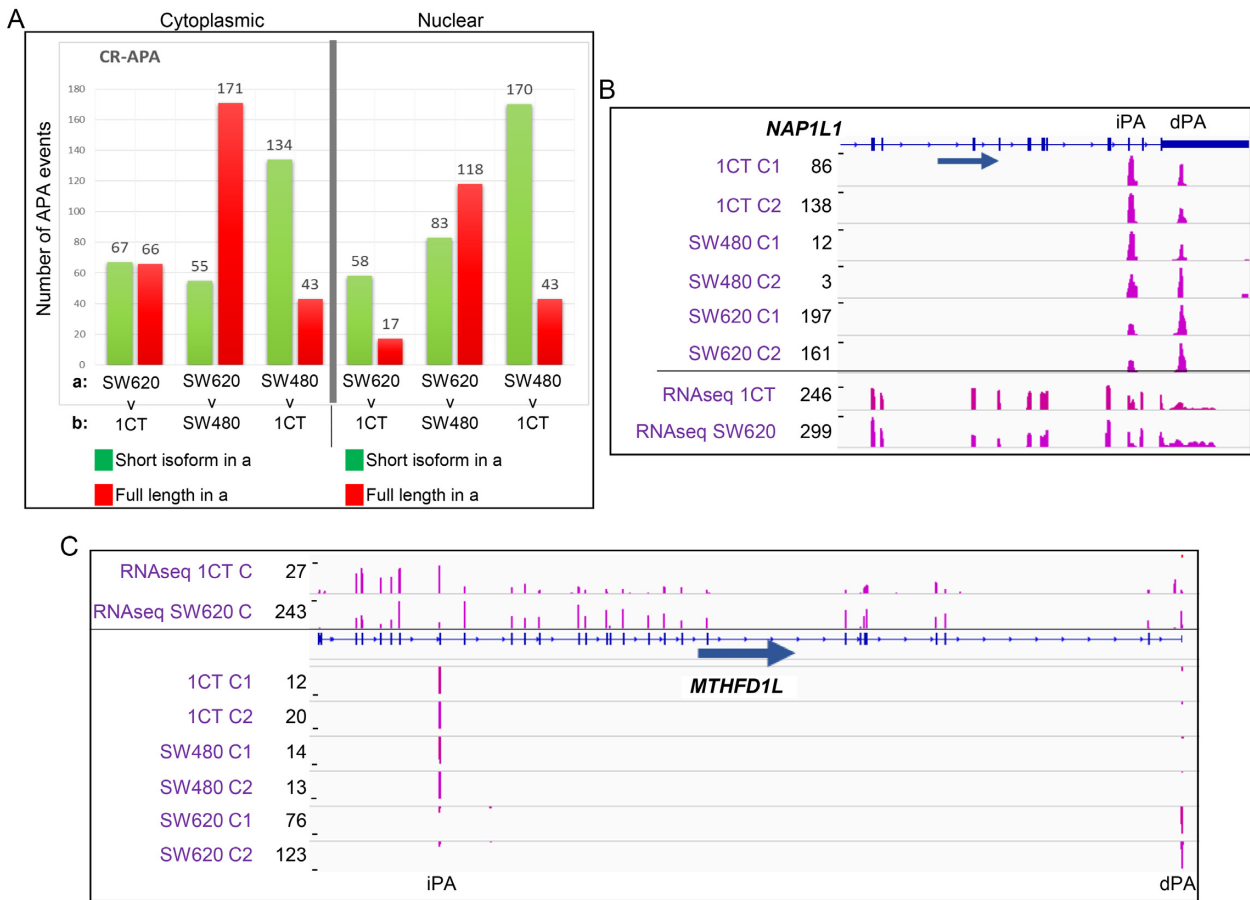 A
Cytoplasmic Nuclear
CR-APA
Number of APA events
180
160
140
120
100
80
60
40
20
0
67 66 55 171 134 43 58 17 83 118 170 43
a: SW620 SW620 SW480 SW620 SW620 SW480
v v v v v v
b: 1CT SW480 1CT 1CT SW480 1CT
Short isoform in a Short isoform in a
Full length in a Full length in a
B
NAP1L1 iPA dPA
1CT C1 86
1CT C2 138
SW480 C1 12
SW480 C2 3
SW620 C1 197
SW620 C2 161
RNAseq 1CT 246
RNAseq SW620 299
C
RNAseq 1CT C 27
RNAseq SW620 C 243
MTHFD1L
1CT C1 12
1CT C2 20
SW480 C1 14
SW480 C2 13
SW620 C1 76
SW620 C2 123
iPA dPA